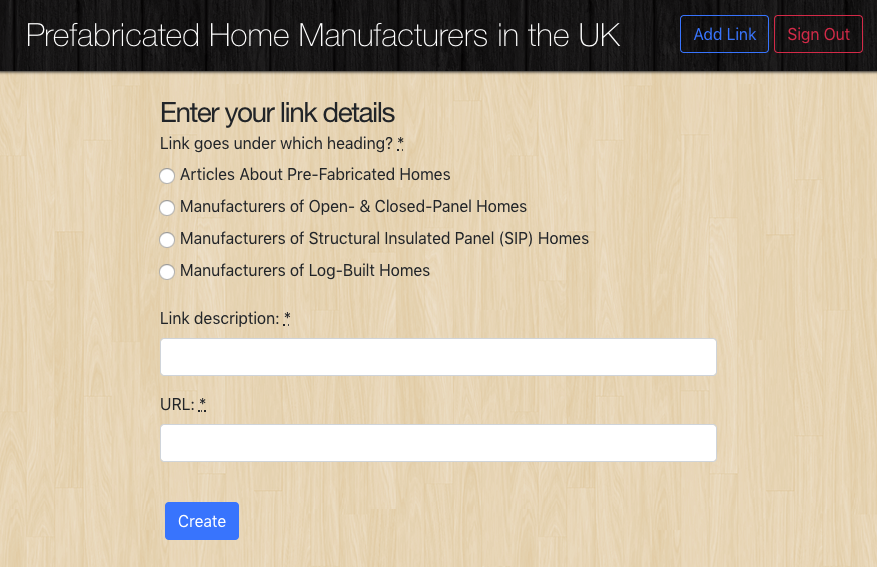 Prefabricated Home Manufacturers in the UK
Add Link
Sign Out
Enter your link details
Link goes under which heading? *
Articles About Pre-Fabricated Homes
Manufacturers of Open- & Closed-Panel Homes
Manufacturers of Structural Insulated Panel (SIP) Homes
Manufacturers of Log-Built Homes
Link description: *
URL: *
Create